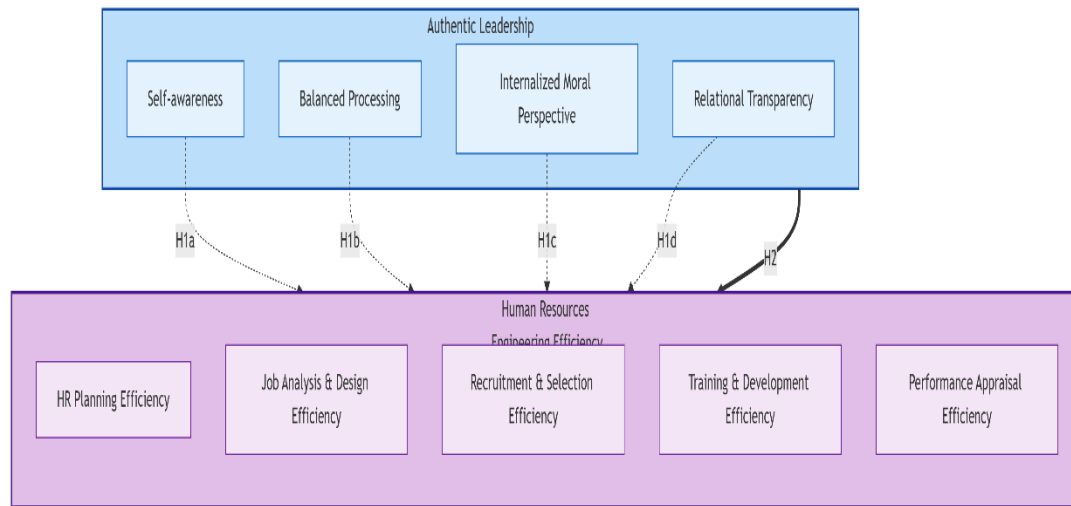 Authentic Leadership
Self-awareness
Balanced Processing
Internalized Moral
Perspective
Relational Transparency
H1a
H1b
H1c
H1d
H2
Human Resources
Engineering Efficiency
HR Planning Efficiency
Job Analysis & Design
Efficiency
Recruitment & Selection
Efficiency
Training & Development
Efficiency
Performance Appraisal
Efficiency